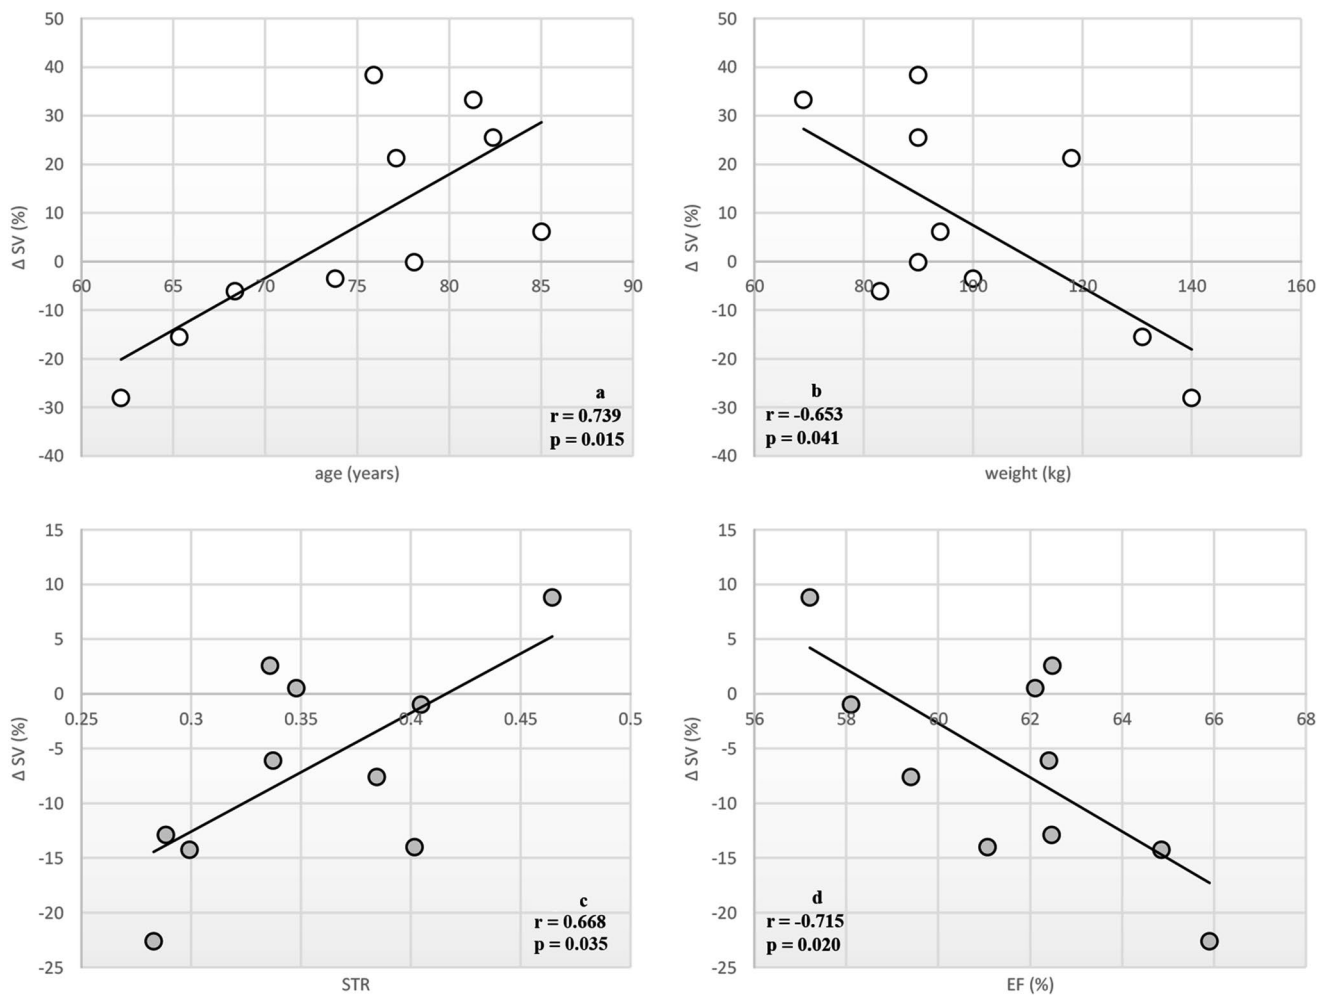 50
40
30
20
10
0
-10
-20
-30
-40
Δ SV (%)
60 65 70 75 80 85 90
age (years)
a
r = 0.739
p = 0.015
50
40
30
20
10
0
-10
-20
-30
-40
Δ SV (%)
60 80 100 120 140 160
weight (kg)
b
r = -0.653
p = 0.041
15
10
5
0
-5
-10
-15
-20
-25
Δ SV (%)
0.25 0.3 0.35 0.4 0.45 0.5
STR
c
r = 0.668
p = 0.035
15
10
5
0
-5
-10
-15
-20
-25
Δ SV (%)
56 58 60 62 64 66 68
EF (%)
d
r = -0.715
p = 0.020